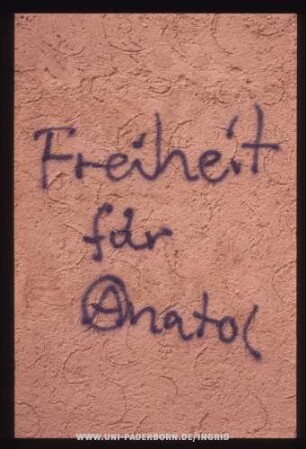 Freiheit
für
Anatol
WWW.UNI-PADERBORN.DE/INGRID